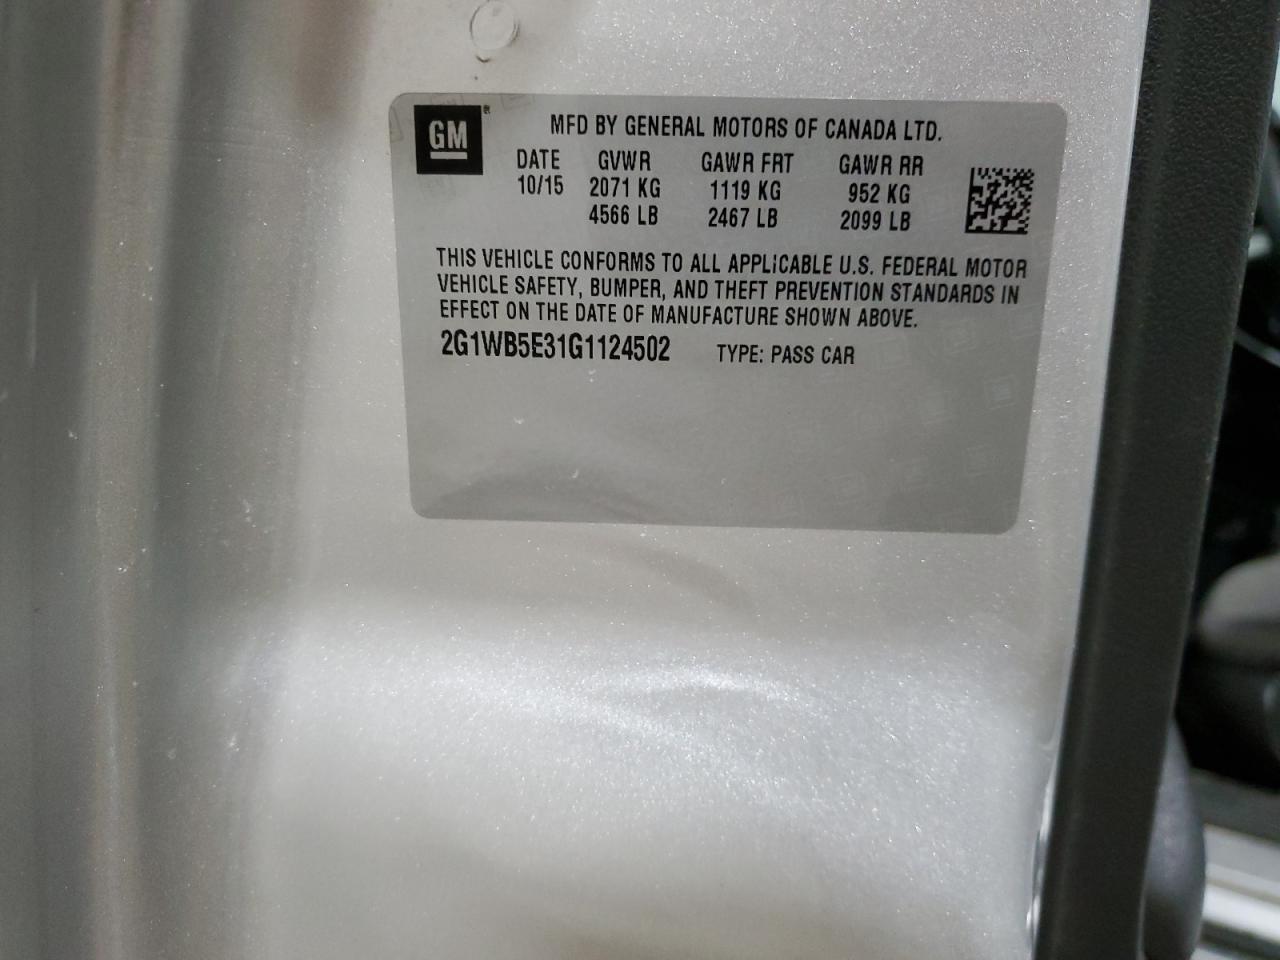 GM
MFD BY GENERAL MOTORS OF CANADA LTD.
DATE GVWR GAWR FRT GAWR RR
10/15 2071 KG 1119 KG 952 KG
4566 LB 2467 LB 2099 LB
THIS VEHICLE CONFORMS TO ALL APPLICABLE U.S. FEDERAL MOTOR
VEHICLE SAFETY, BUMPER, AND THEFT PREVENTION STANDARDS IN
EFFECT ON THE DATE OF MANUFACTURE SHOWN ABOVE.
2G1WB5E31G1124502 TYPE: PASS CAR